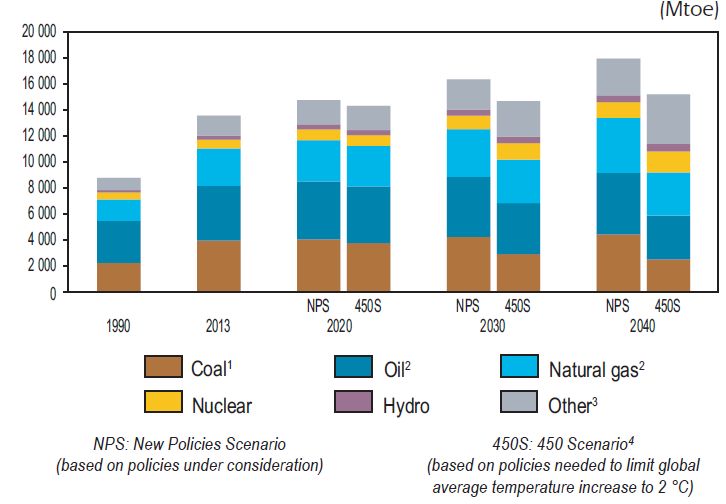 (Mtoe)
20 000
18 000
16 000
14 000
12 000
10 000
8 000
6 000
4 000
2 000
0
NPS 450S NPS 450S NPS 450S
1990 2013 2020 2030 2040
Coal¹ Oil² Natural gas²
Nuclear Hydro Other³
NPS: New Policies Scenario
(based on policies under consideration)
450S: 450 Scenario⁴
(based on policies needed to limit global
average temperature increase to 2 °C)